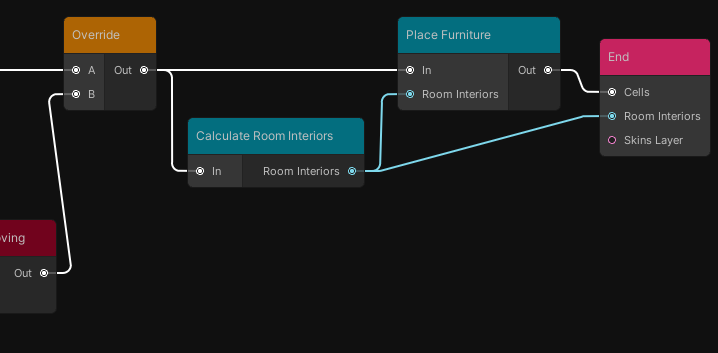 Override
A
Out
B
Place Furniture
In
Out
Room Interiors
End
Cells
Room Interiors
Skins Layer
Calculate Room Interiors
In
Room Interiors
oving
Out